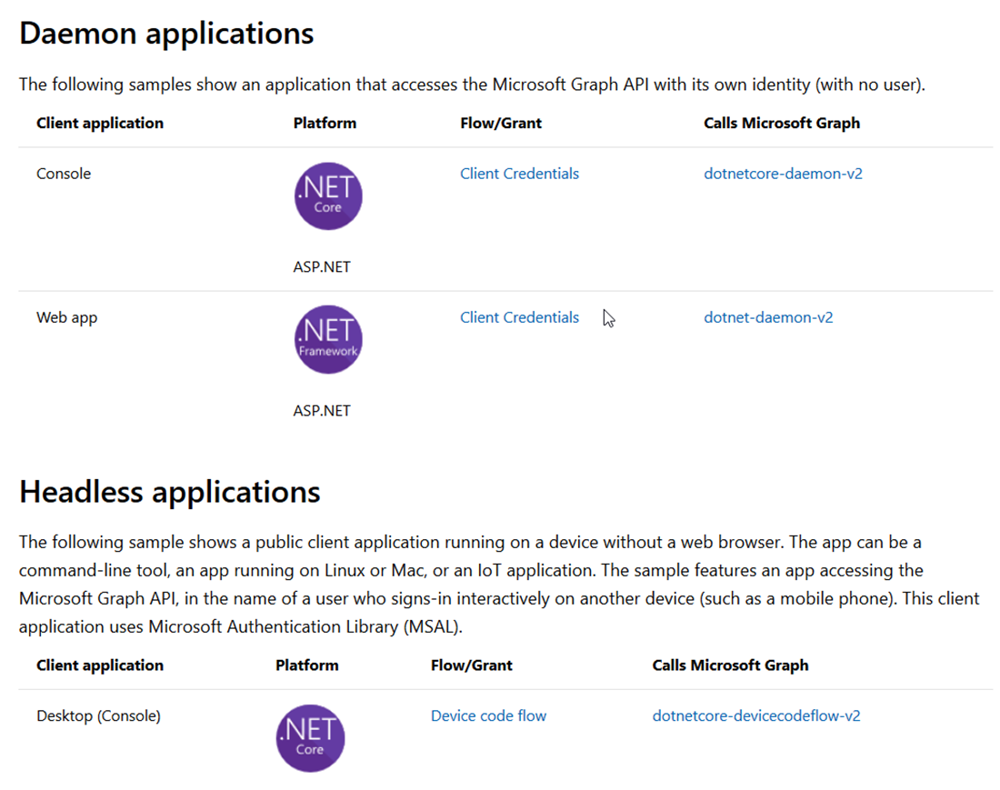 Daemon applications
The following samples show an application that accesses the Microsoft Graph API with its own identity (with no user).
Client application Platform Flow/Grant Calls Microsoft Graph
Console .NET Core Client Credentials dotnetcore-daemon-v2
ASP.NET
Web app .NET Framework Client Credentials dotnet-daemon-v2
ASP.NET
Headless applications
The following sample shows a public client application running on a device without a web browser. The app can be a
command-line tool, an app running on Linux or Mac, or an IoT application. The sample features an app accessing the
Microsoft Graph API, in the name of a user who signs-in interactively on another device (such as a mobile phone). This client
application uses Microsoft Authentication Library (MSAL).
Client application Platform Flow/Grant Calls Microsoft Graph
Desktop (Console) .NET Core Device code flow dotnetcore-devicecodeflow-v2